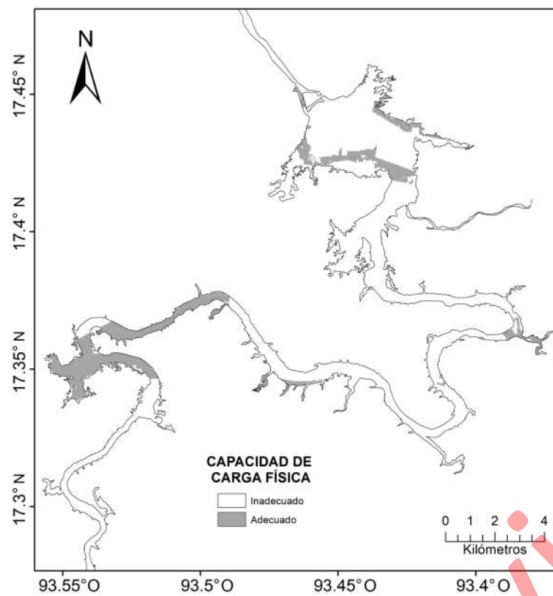 N
17.45° N
17.4° N
17.35° N
17.3° N
CAPACIDAD DE
CARGA FÍSICA
Inadecuado
Adecuado
0 1 2 4
Kilómetros
93.55°O 93.5°O 93.45°O 93.4°O